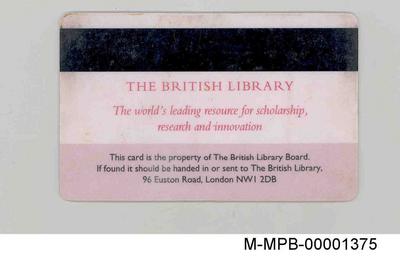 THE BRITISH LIBRARY
The world's leading resource for scholarship,
research and innovation
This card is the property of The British Library Board.
If found it should be handed in or sent to The British Library,
96 Euston Road, London NW1 2DB
M-MPB-00001375